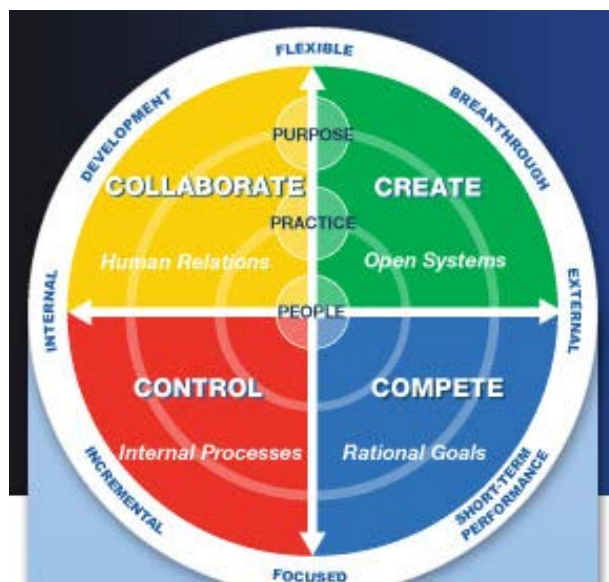 FLEXIBLE
DEVELOPMENT
BREAKTHROUGH
PURPOSE
COLLABORATE
CREATE
PRACTICE
Human Relations
Open Systems
INTERNAL
PEOPLE
EXTERNAL
CONTROL
COMPETE
Internal Processes
Rational Goals
INCREMENTAL
SHORT-TERM
PERFORMANCE
FOCUSED